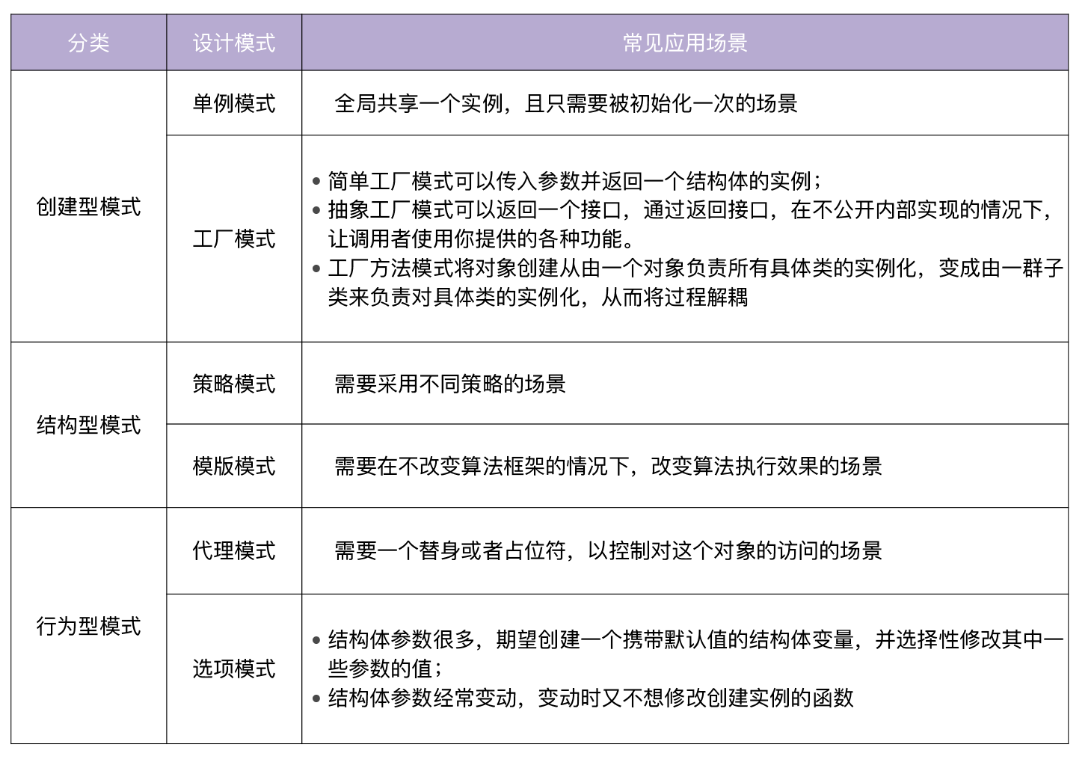 分类 设计模式 常见应用场景
创建型模式
单例模式 全局共享一个实例，且只需要被初始化一次的场景
工厂模式
• 简单工厂模式可以传入参数并返回一个结构体的实例；
• 抽象工厂模式可以返回一个接口，通过返回接口，在不公开内部实现的情况下，
让调用者使用你提供的各种功能。
• 工厂方法模式将对象创建从由一个对象负责所有具体类的实例化，变成由一群子
类来负责对具体类的实例化，从而将过程解耦
结构型模式
策略模式 需要采用不同策略的场景
模版模式 需要在不改变算法框架的情况下，改变算法执行效果的场景
行为型模式
代理模式 需要一个替身或者占位符，以控制对这个对象的访问的场景
选项模式
• 结构体参数很多，期望创建一个携带默认值的结构体变量，并选择性修改其中一
些参数的值；
• 结构体参数经常变动，变动时又不想修改创建实例的函数